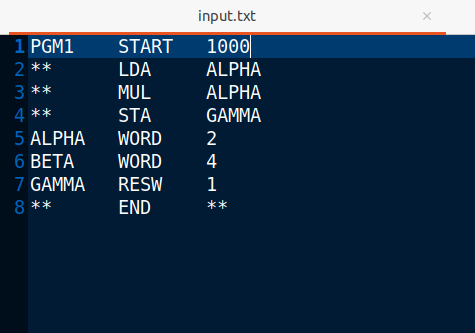 input.txt ×
1 PGM1 START 1000
2 ** LDA ALPHA
3 ** MUL ALPHA
4 ** STA GAMMA
5 ALPHA WORD 2
6 BETA WORD 4
7 GAMMA RESW 1
8 ** END **